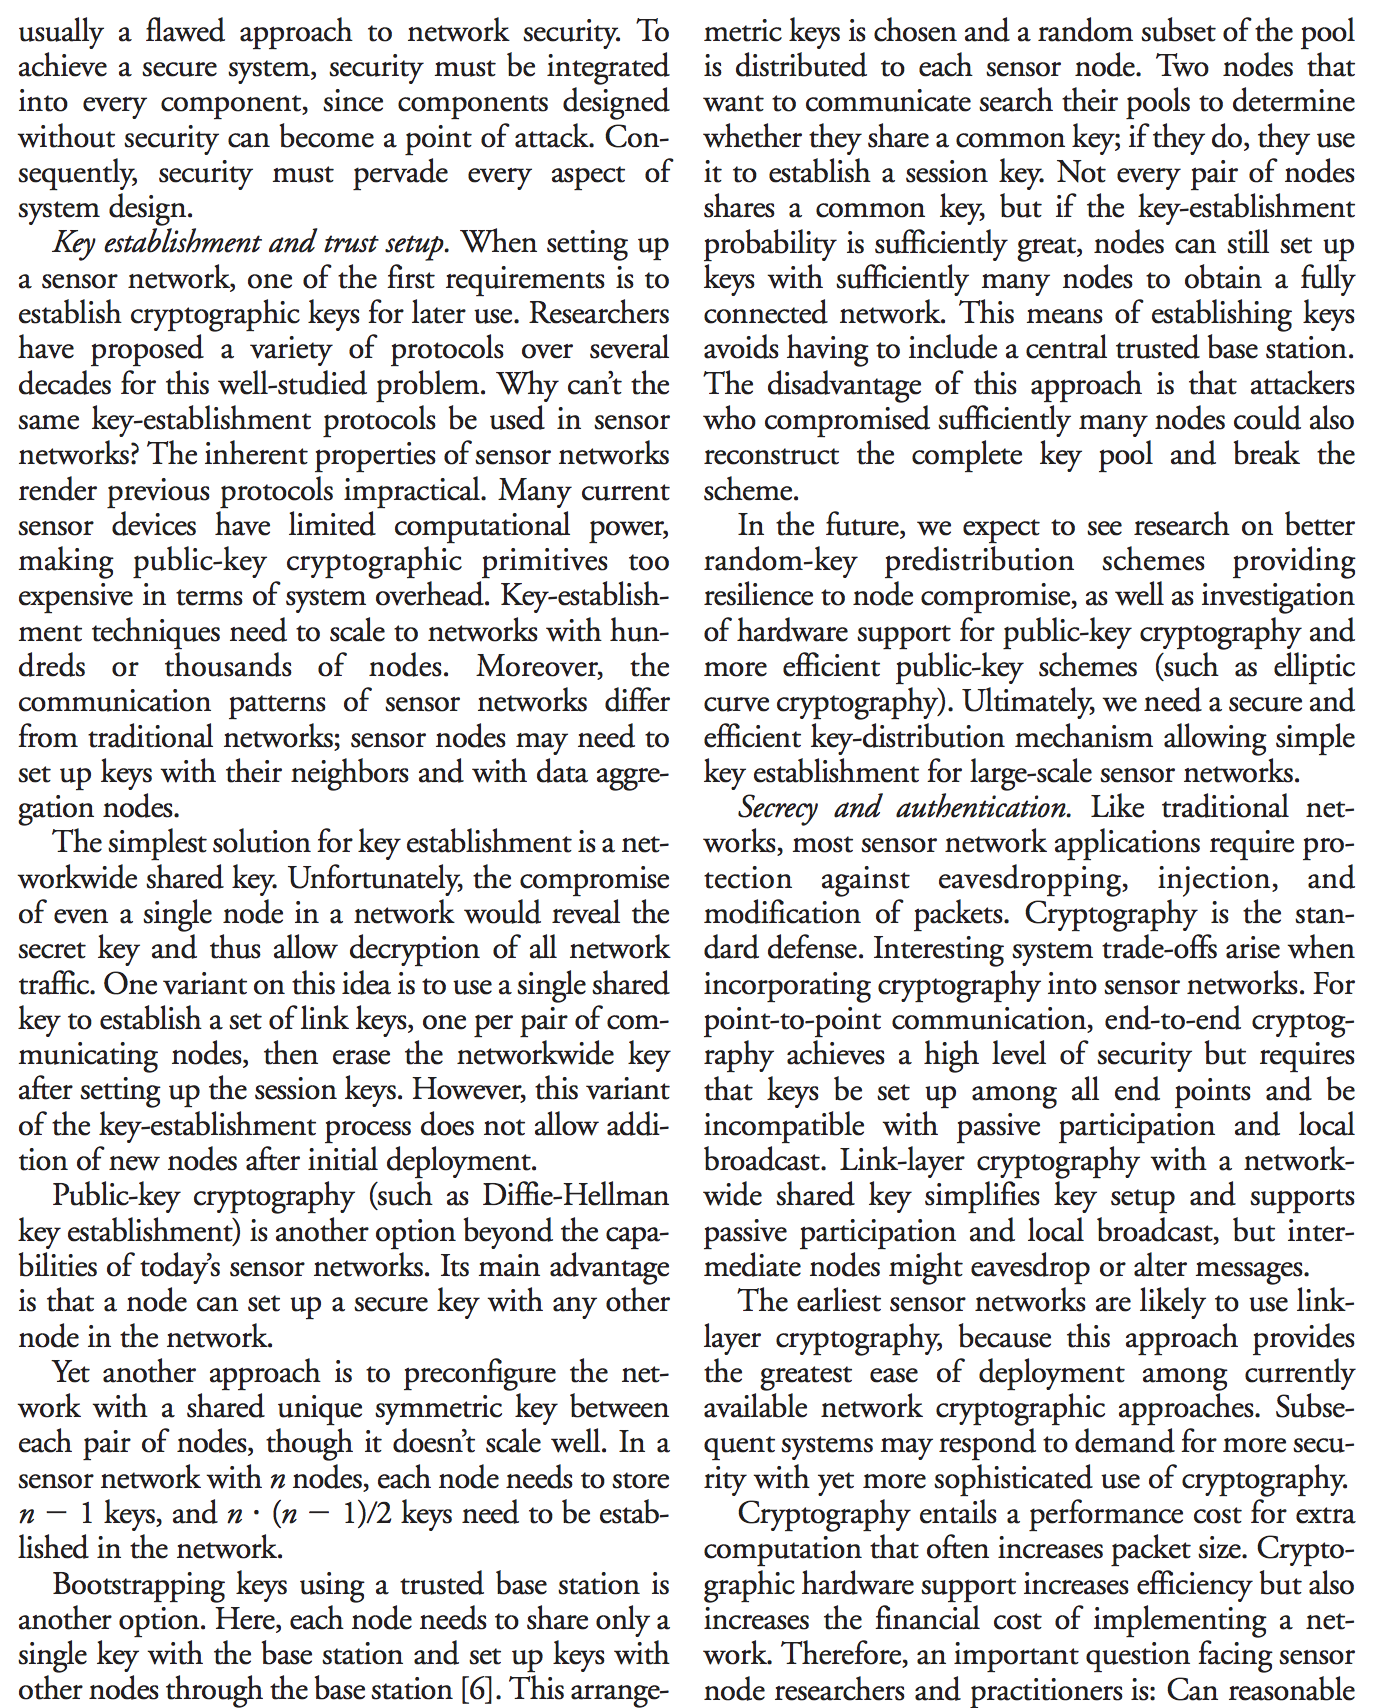 usually a flawed approach to network security. To
achieve a secure system, security must be integrated
into every component, since components designed
without security can become a point of attack. Con-
sequently, security must pervade every aspect of
system design.
Key establishment and trust setup. When setting up
a sensor network, one of the first requirements is to
establish cryptographic keys for later use. Researchers
have proposed a variety of protocols over several
decades for this well-studied problem. Why can't the
same key-establishment protocols be used in sensor
networks? The inherent properties of sensor networks
render previous protocols impractical. Many current
sensor devices have limited computational power,
making public-key cryptographic primitives too
expensive in terms of system overhead. Key-establish-
ment techniques need to scale to networks with hun-
dreds or thousands of nodes. Moreover, the
communication patterns of sensor networks differ
from traditional networks; sensor nodes may need to
set up keys with their neighbors and with data aggre-
gation nodes.
The simplest solution for key establishment is a net-
workwide shared key. Unfortunately, the compromise
of even a single node in a network would reveal the
secret key and thus allow decryption of all network
traffic. One variant on this idea is to use a single shared
key to establish a set of link keys, one per pair of com-
municating nodes, then erase the networkwide key
after setting up the session keys. However, this variant
of the key-establishment process does not allow addi-
tion of new nodes after initial deployment.
Public-key cryptography (such as Diffie-Hellman
key establishment) is another option beyond the capa-
bilities of today's sensor networks. Its main advantage
is that a node can set up a secure key with any other
node in the network.
Yet another approach is to preconfigure the net-
work with a shared unique symmetric key between
each pair of nodes, though it doesn't scale well. In a
sensor network with n nodes, each node needs to store
n − 1 keys, and n · (n − 1)/2 keys need to be estab-
lished in the network.
Bootstrapping keys using a trusted base station is
another option. Here, each node needs to share only a
single key with the base station and set up keys with
other nodes through the base station [6]. This arrange-
metric keys is chosen and a random subset of the pool
is distributed to each sensor node. Two nodes that
want to communicate search their pools to determine
whether they share a common key; if they do, they use
it to establish a session key. Not every pair of nodes
shares a common key, but if the key-establishment
probability is sufficiently great, nodes can still set up
keys with sufficiently many nodes to obtain a fully
connected network. This means of establishing keys
avoids having to include a central trusted base station.
The disadvantage of this approach is that attackers
who compromised sufficiently many nodes could also
reconstruct the complete key pool and break the
scheme.
In the future, we expect to see research on better
random-key predistribution schemes providing
resilience to node compromise, as well as investigation
of hardware support for public-key cryptography and
more efficient public-key schemes (such as elliptic
curve cryptography). Ultimately, we need a secure and
efficient key-distribution mechanism allowing simple
key establishment for large-scale sensor networks.
Secrecy and authentication. Like traditional net-
works, most sensor network applications require pro-
tection against eavesdropping, injection, and
modification of packets. Cryptography is the stan-
dard defense. Interesting system trade-offs arise when
incorporating cryptography into sensor networks. For
point-to-point communication, end-to-end cryptog-
raphy achieves a high level of security but requires
that keys be set up among all end points and be
incompatible with passive participation and local
broadcast. Link-layer cryptography with a network-
wide shared key simplifies key setup and supports
passive participation and local broadcast, but inter-
mediate nodes might eavesdrop or alter messages.
The earliest sensor networks are likely to use link-
layer cryptography, because this approach provides
the greatest ease of deployment among currently
available network cryptographic approaches. Subse-
quent systems may respond to demand for more secu-
rity with yet more sophisticated use of cryptography.
Cryptography entails a performance cost for extra
computation that often increases packet size. Crypto-
graphic hardware support increases efficiency but also
increases the financial cost of implementing a net-
work. Therefore, an important question facing sensor
node researchers and practitioners is: Can reasonable